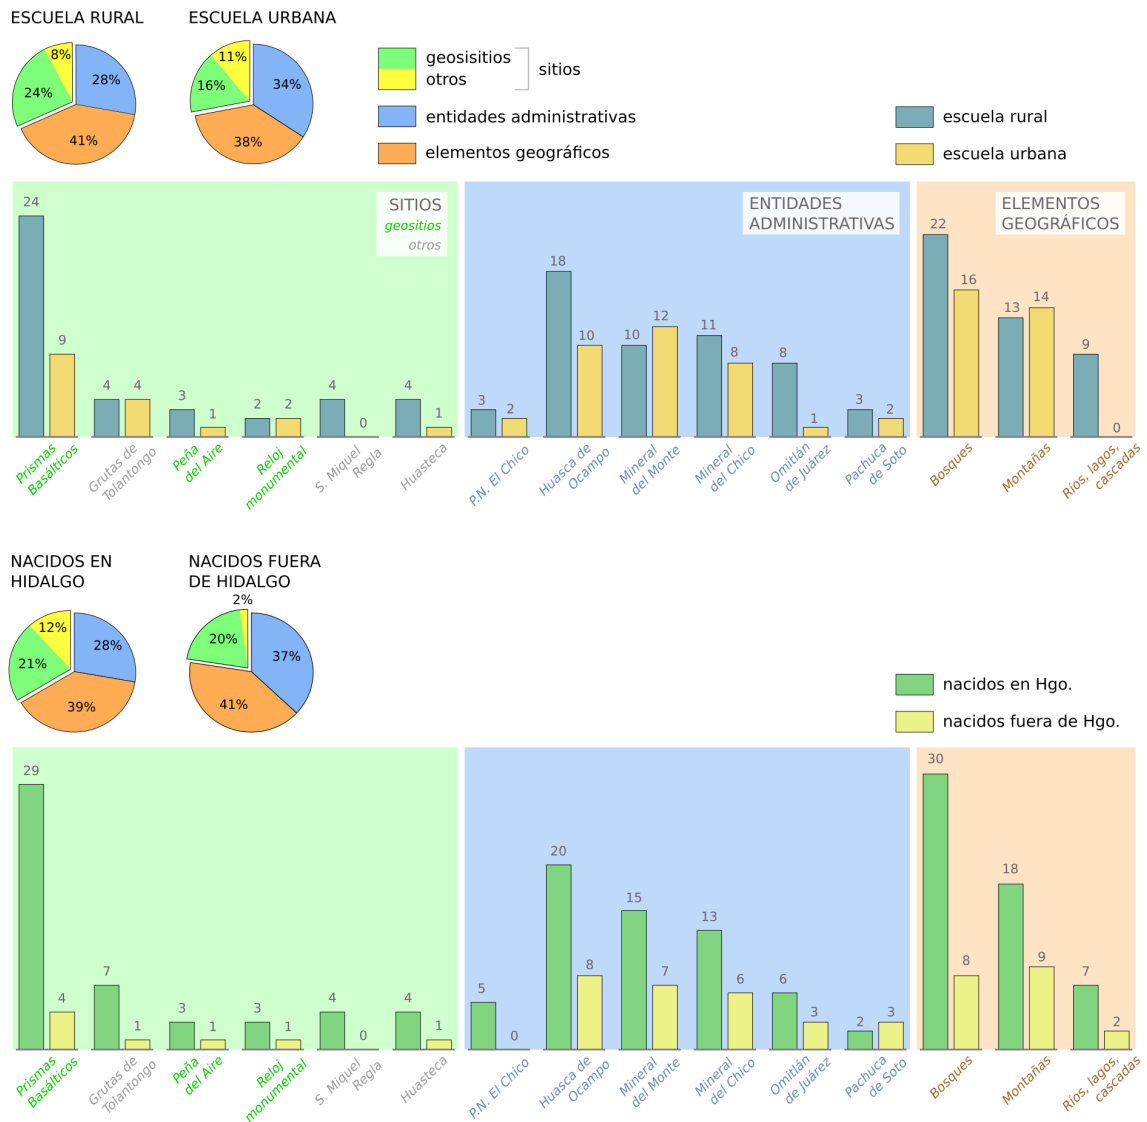 ESCUELA RURAL
ESCUELA URBANA
8%
28%
24%
41%
11%
34%
16%
38%
geosisitios
otros
sitios
entidades administrativas
elementos geográficos
escuela rural
escuela urbana
SITIOS
geositios
otros
ENTIDADES
ADMINISTRATIVAS
ELEMENTOS
GEOGRÁFICOS
24
9
4
4
3
1
2
2
4
0
4
1
3
2
18
10
10
12
11
8
8
1
3
2
22
16
13
14
9
0
Prismas
Basálticos
Grutas de
Tolantongo
Peña
del Aire
Reloj
monumental
S. Miquel
Regla
Huasteca
P.N. El Chico
Huasca de
Ocampo
Mineral
del Monte
Mineral
del Chico
Omitlán
de Juárez
Pachuca
de Soto
Bosques
Montañas
Ríos, lagos,
cascadas
NACIDOS EN
HIDALGO
NACIDOS FUERA
DE HIDALGO
12%
28%
21%
39%
2%
20%
37%
41%
nacidos en Hgo.
nacidos fuera de Hgo.
29
4
7
1
3
1
3
1
4
0
4
1
5
0
20
8
15
7
13
6
6
3
2
3
30
8
18
9
7
2
Prismas
Basálticos
Grutas de
Tolantongo
Peña
del Aire
Reloj
monumental
S. Miquel
Regla
Huasteca
P.N. El Chico
Huasca de
Ocampo
Mineral
del Monte
Mineral
del Chico
Omitlán
de Juárez
Pachuca
de Soto
Bosques
Montañas
Ríos, lagos,
cascadas